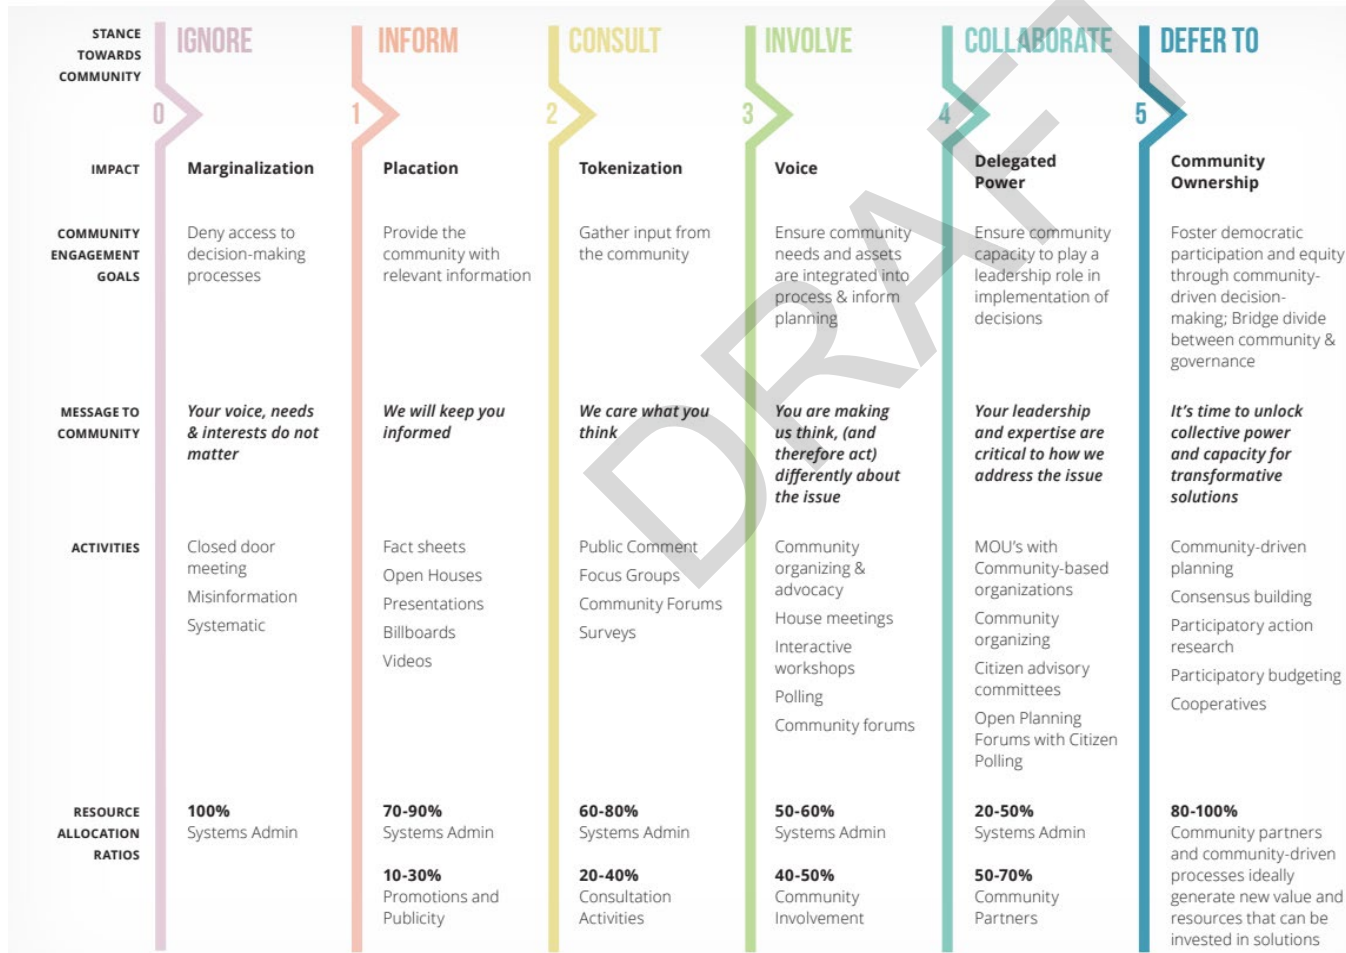 STANCE
TOWARDS
COMMUNITY
IGNORE
INFORM
CONSULT
INVOLVE
COLLABORATE
DEFER TO
0
1
2
3
4
5
IMPACT
Marginalization
Placation
Tokenization
Voice
Delegated
Power
Community
Ownership
COMMUNITY
ENGAGEMENT
GOALS
Deny access to
decision-making
processes
Provide the
community with
relevant information
Gather input from
the community
Ensure community
needs and assets
are integrated into
process & inform
planning
Ensure community
capacity to play a
leadership role in
implementation of
decisions
Foster democratic
participation and equity
through community-
driven decision-
making; Bridge divide
between community &
governance
MESSAGE TO
COMMUNITY
Your voice, needs
& interests do not
matter
We will keep you
informed
We care what you
think
You are making
us think, (and
therefore act)
differently about
the issue
Your leadership
and expertise are
critical to how we
address the issue
It’s time to unlock
collective power
and capacity for
transformative
solutions
ACTIVITIES
Closed door
meeting
Misinformation
Systematic
Fact sheets
Open Houses
Presentations
Billboards
Videos
Public Comment
Focus Groups
Community Forums
Surveys
Community
organizing &
advocacy
House meetings
Interactive
workshops
Polling
Community forums
MOU’s with
Community-based
organizations
Community
organizing
Citizen advisory
committees
Open Planning
Forums with Citizen
Polling
Community-driven
planning
Consensus building
Participatory action
research
Participatory budgeting
Cooperatives
RESOURCE
ALLOCATION
RATIOS
100%
Systems Admin
70-90%
Systems Admin
10-30%
Promotions and
Publicity
60-80%
Systems Admin
20-40%
Consultation
Activities
50-60%
Systems Admin
40-50%
Community
Involvement
20-50%
Systems Admin
50-70%
Community
Partners
80-100%
Community partners
and community-driven
processes ideally
generate new value and
resources that can be
invested in solutions
DRAFT